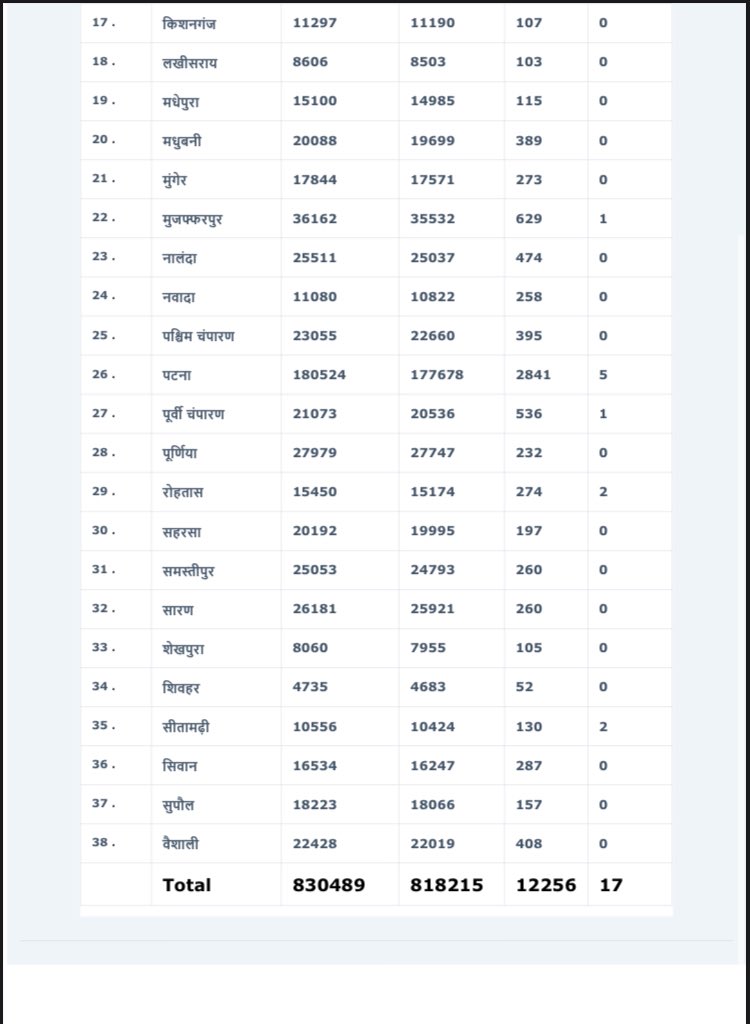 17 . किशनगंज 11297 11190 107 0
18 . लखीसराय 8606 8503 103 0
19 . मधेपुरा 15100 14985 115 0
20 . मधुबनी 20088 19699 389 0
21 . मुंगेर 17844 17571 273 0
22 . मुजफ्फरपुर 36162 35532 629 1
23 . नालंदा 25511 25037 474 0
24 . नवादा 11080 10822 258 0
25 . पश्चिम चंपारण 23055 22660 395 0
26 . पटना 180524 177678 2841 5
27 . पूर्वी चंपारण 21073 20536 536 1
28 . पूर्णिया 27979 27747 232 0
29 . रोहतास 15450 15174 274 2
30 . सहरसा 20192 19995 197 0
31 . समस्तीपुर 25053 24793 260 0
32 . सारण 26181 25921 260 0
33 . शेखपुरा 8060 7955 105 0
34 . शिवहर 4735 4683 52 0
35 . सीतामढ़ी 10556 10424 130 2
36 . सिवान 16534 16247 287 0
37 . सुपौल 18223 18066 157 0
38 . वैशाली 22428 22019 408 0
Total 830489 818215 12256 17